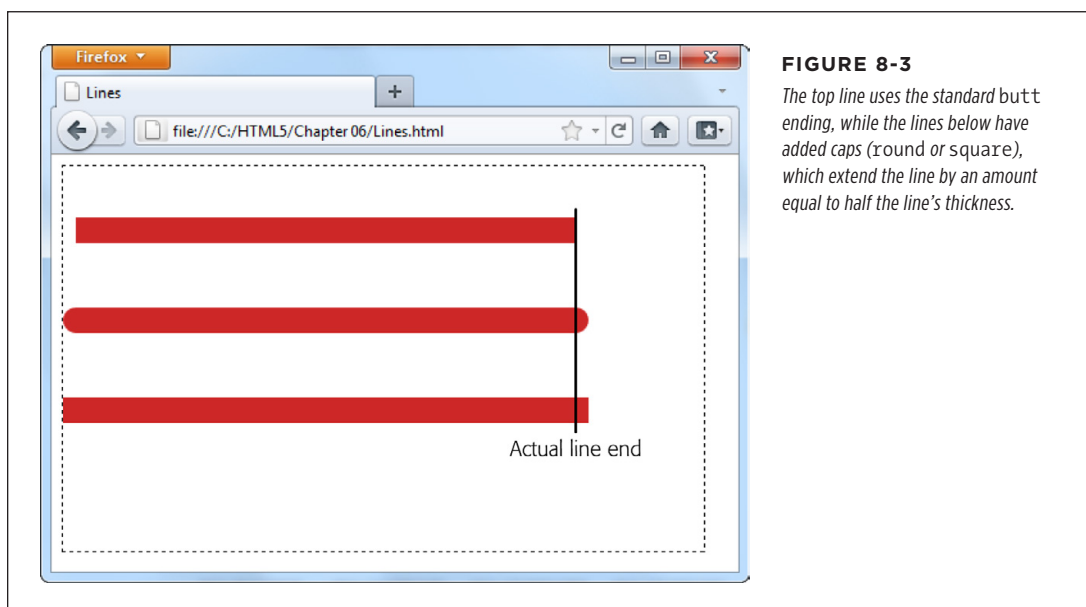 Firefox
Lines
file:///C:/HTML5/Chapter 06/Lines.html
Actual line end
FIGURE 8-3
The top line uses the standard butt
ending, while the lines below have
added caps (round or square),
which extend the line by an amount
equal to half the line’s thickness.